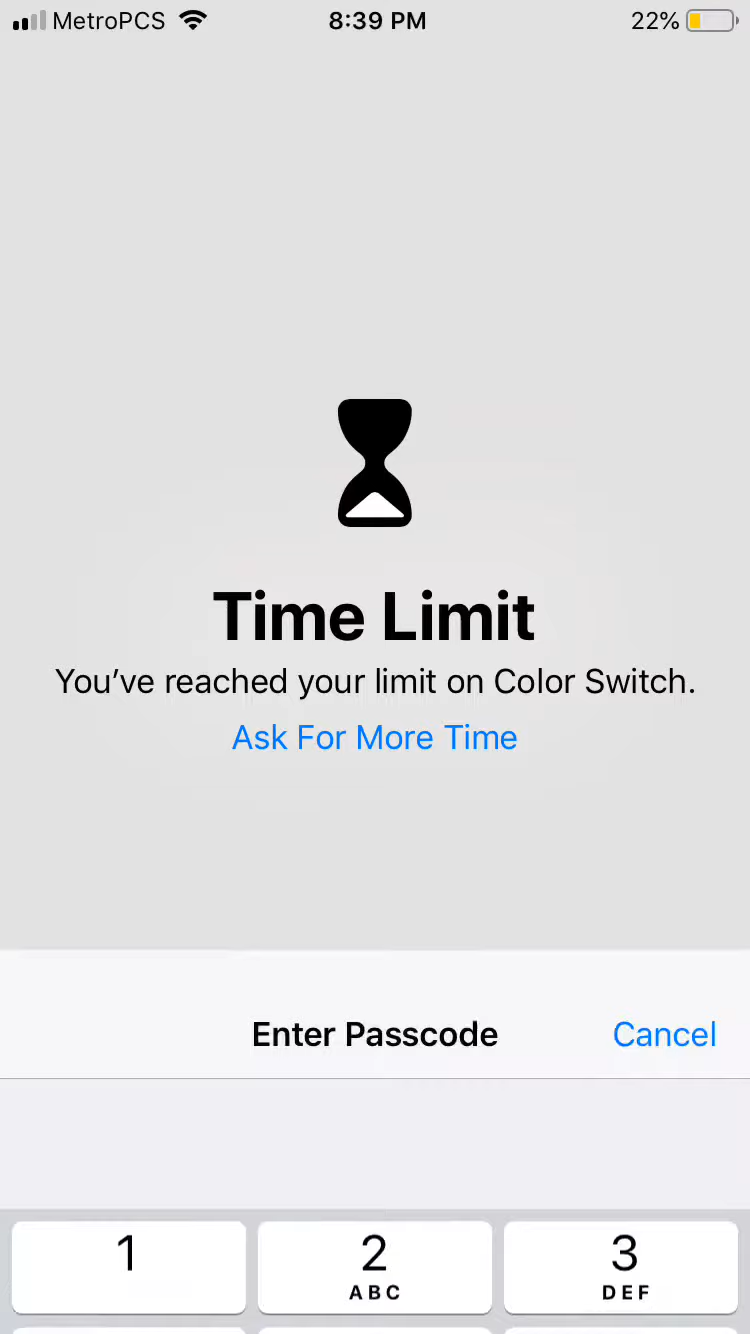 MetroPCS 8:39 PM 22%
Time Limit
You’ve reached your limit on Color Switch.
Ask For More Time
Enter Passcode Cancel
1 2 3
ABC DEF